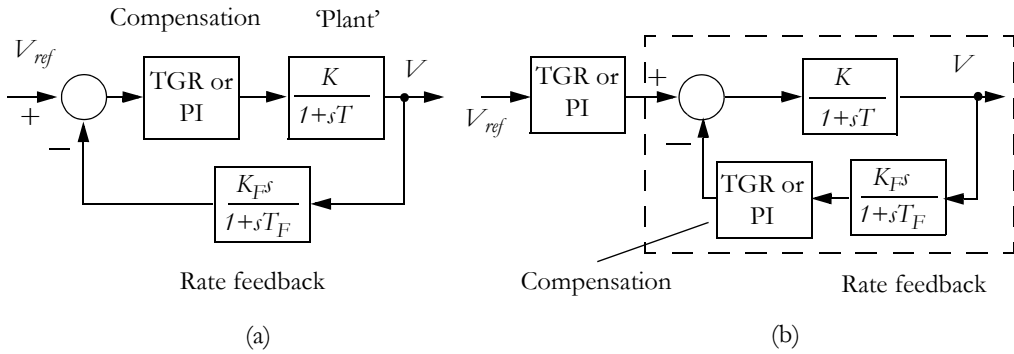 Compensation
'Plant'
V_ref
+
−
TGR or
PI
K
1+sT
V
K_F s
1+sT_F
Rate feedback
(a)
V_ref
TGR or
PI
+
−
K
1+sT
V
TGR or
PI
K_F s
1+sT_F
Compensation
Rate feedback
(b)